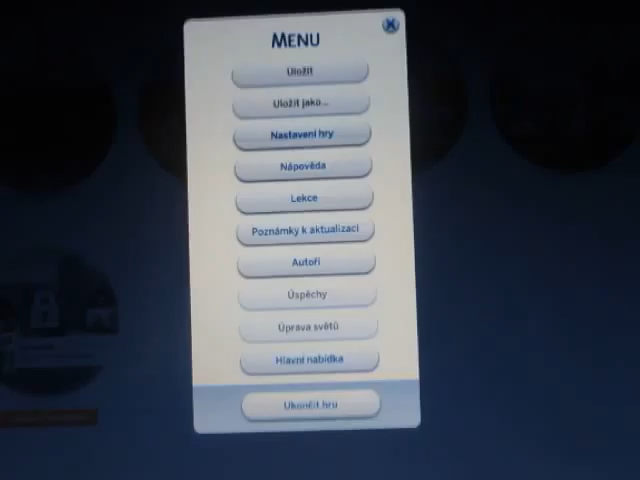 MENU
Uložit
Uložit jako...
Nastavení hry
Nápověda
Lekce
Poznámky k aktualizaci
Autoři
Úspěchy
Úprava světů
Hlavní nabídka
Ukončit hru